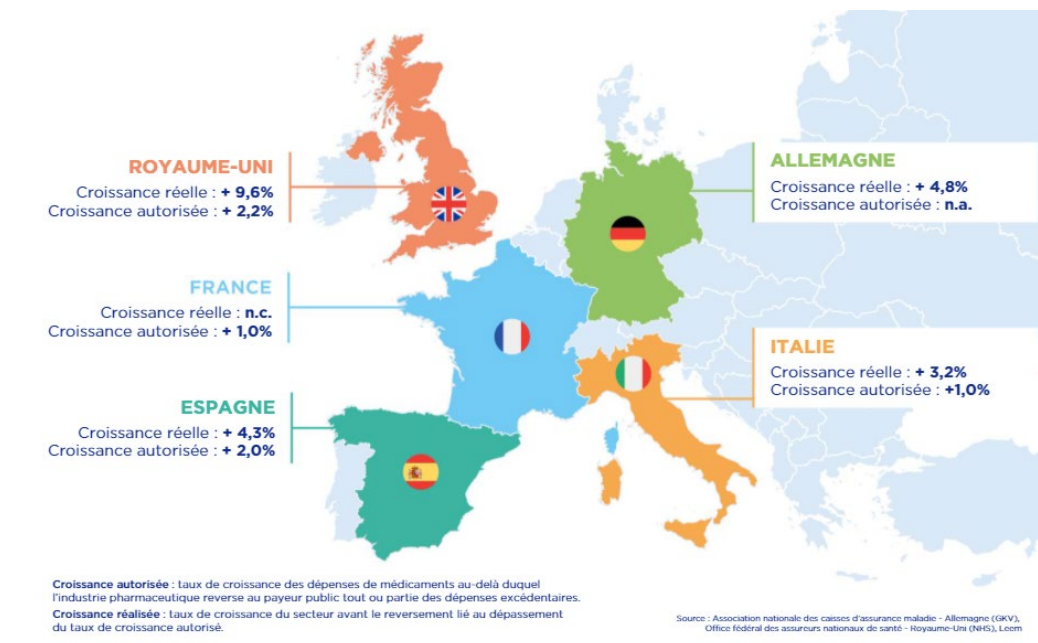 ROYAUME-UNI
Croissance réelle : + 9,6%
Croissance autorisée : + 2,2%
FRANCE
Croissance réelle : n.c.
Croissance autorisée : + 1,0%
ESPAGNE
Croissance réelle : + 4,3%
Croissance autorisée : + 2,0%
ALLEMAGNE
Croissance réelle : + 4,8%
Croissance autorisée : n.a.
ITALIE
Croissance réelle : + 3,2%
Croissance autorisée : +1,0%
Croissance autorisée : taux de croissance des dépenses de médicaments au-delà duquel
l'industrie pharmaceutique reverse au payeur public tout ou partie des dépenses excédentaires.
Croissance réalisée : taux de croissance du secteur avant le reversement lié au dépassement
du taux de croissance autorisé.
Source : Association nationale des caisses d'assurance maladie - Allemagne (GKV),
Office fédéral des assureurs nationaux de santé - Royaume-Uni (NHS), Leem